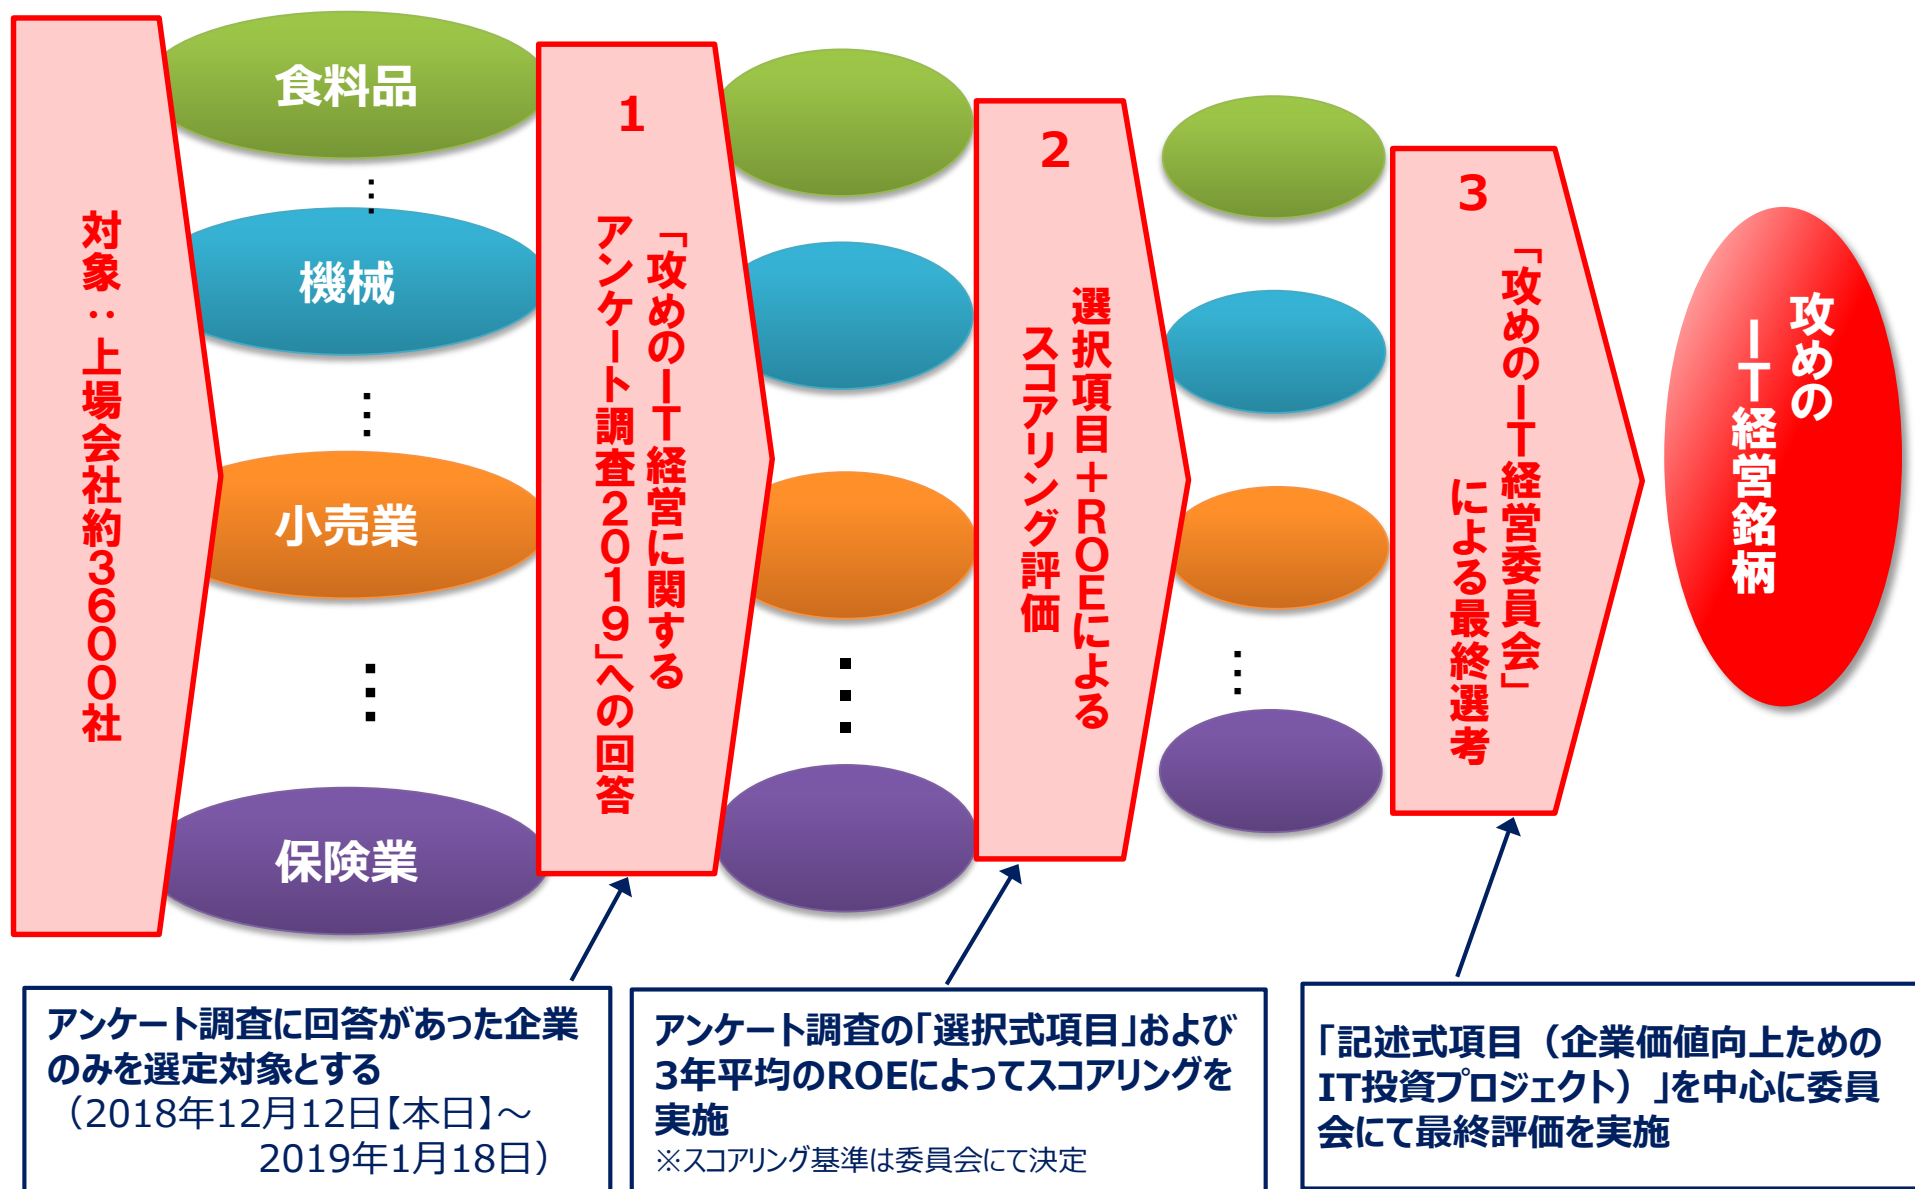 対象：上場会社約３６００社
食料品
…
機械
…
小売業
…
保険業
１
「攻めのＩＴ経営に関する
アンケート調査２０１９」への回答
…
２
選択項目＋ＲＯＥによる
スコアリング評価
…
３
「攻めのＩＴ経営委員会」
による最終選考
攻めの
ＩＴ経営銘柄
アンケート調査に回答があった企業
のみを選定対象とする
（2018年12月12日【本日】～
2019年1月18日）
アンケート調査の「選択式項目」および
3年平均のROEによってスコアリングを
実施
※スコアリング基準は委員会にて決定
「記述式項目（企業価値向上ための
IT投資プロジェクト）」を中心に委員
会にて最終評価を実施